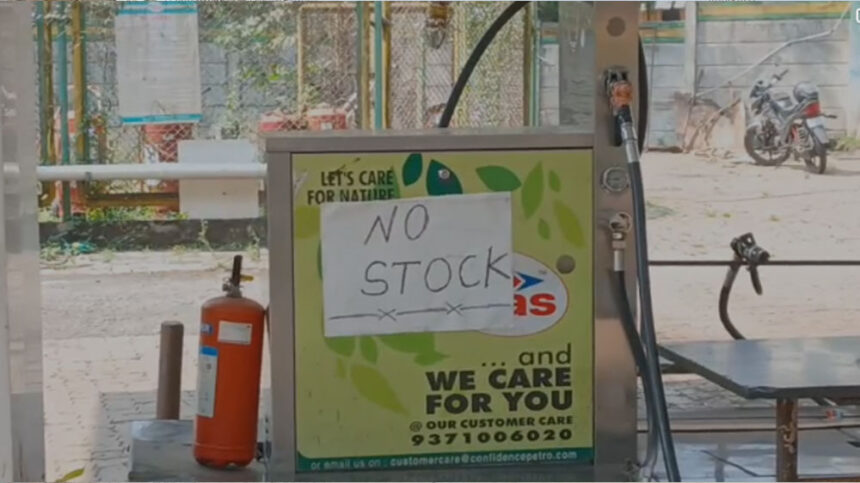 LET'S CARE
FOR NATURE
NO
STOCK
as
... and
WE CARE
FOR YOU
@ OUR CUSTOMER CARE
9371006020
or email us on : customercare@confidencepetro.com